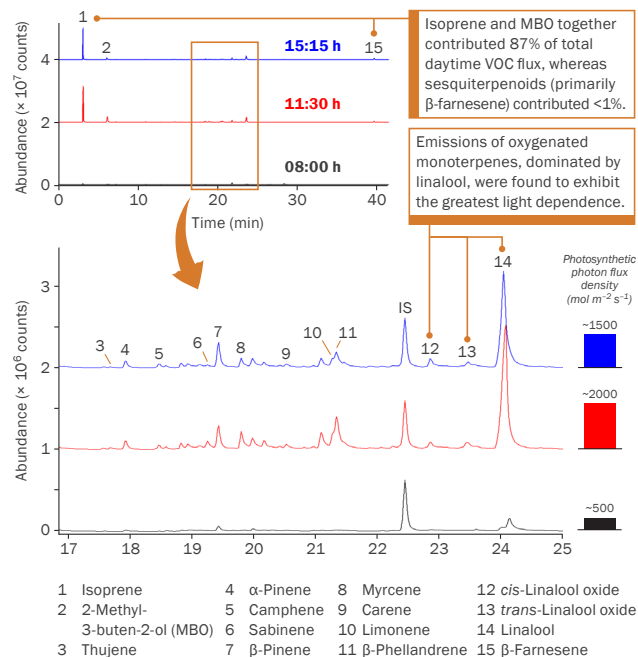 Isoprene and MBO together
contributed 87% of total
daytime VOC flux, whereas
sesquiterpenoids (primarily
β-farnesene) contributed <1%.
Abundance (× 10⁷ counts)
4
2
0
1
2
15
15:15 h
11:30 h
08:00 h
0 10 20 30 40
Time (min)
Emissions of oxygenated
monoterpenes, dominated by
linalool, were found to exhibit
the greatest light dependence.
Abundance (× 10⁶ counts)
3
2
1
0
3
4
5
6
7
8
9
10
11
IS
12
13
14
17 18 19 20 21 22 23 24 25
Photosynthetic
photon flux
density
(mol m⁻² s⁻¹)
~1500
~2000
~500
1 Isoprene
2 2-Methyl-
3-buten-2-ol (MBO)
3 Thujene
4 α-Pinene
5 Camphene
6 Sabinene
7 β-Pinene
8 Myrcene
9 Carene
10 Limonene
11 β-Phellandrene
12 cis-Linalool oxide
13 trans-Linalool oxide
14 Linalool
15 β-Farnesene